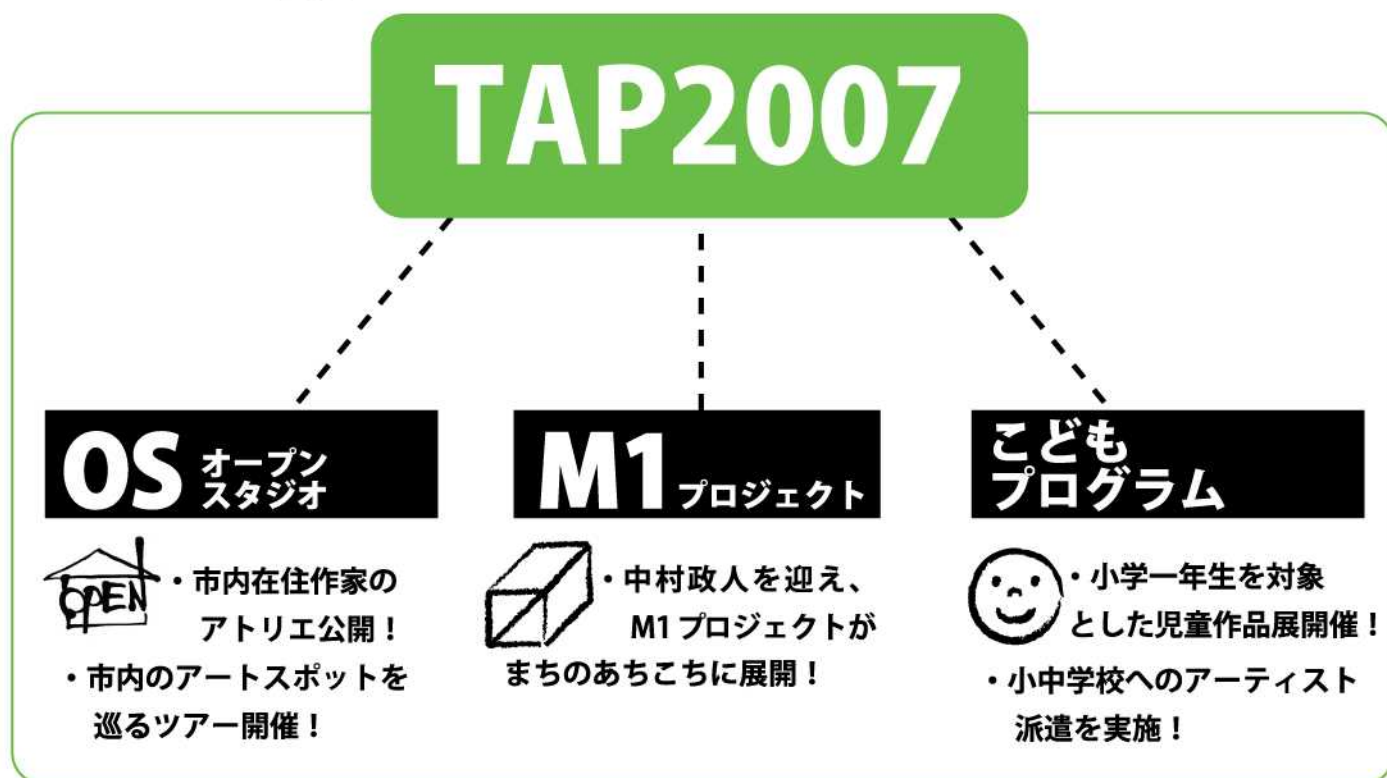 TAP2007
OS オープン
スタジオ
OPEN
・市内在住作家の
アトリエ公開！
・市内のアートスポットを
巡るツアー開催！
M1 プロジェクト
・中村政人を迎え、
M1 プロジェクトが
まちのあちこちに展開！
こども
プログラム
・小学一年生を対象
とした児童作品展開催！
・小中学校へのアーティスト
派遣を実施！